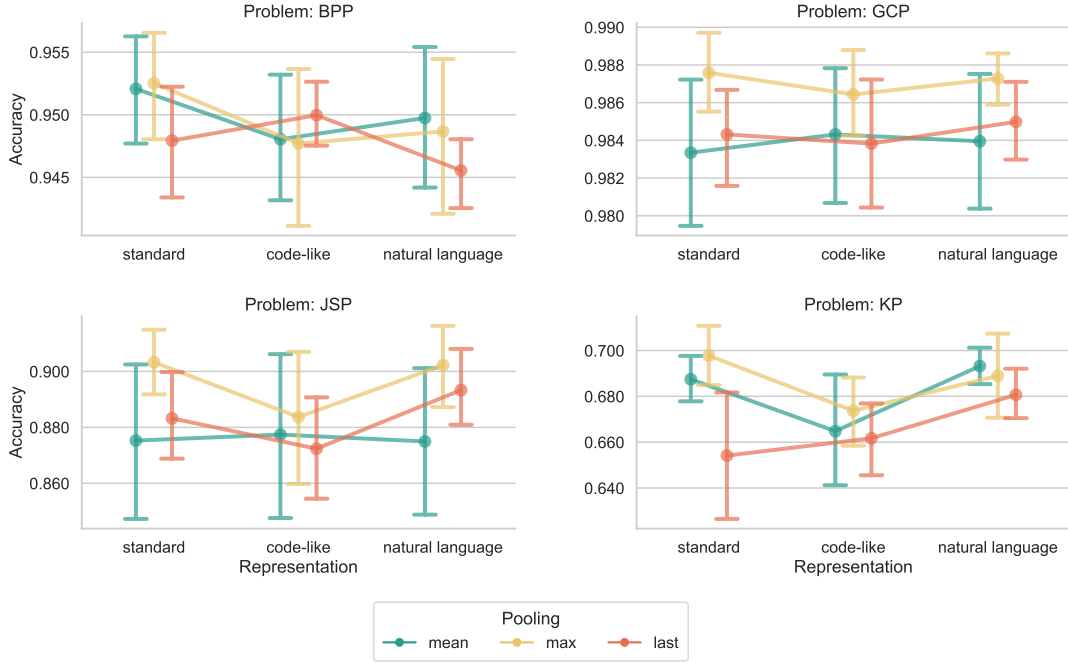 Problem: BPP
Problem: GCP
Accuracy
0.955
0.950
0.945
0.990
0.988
0.986
0.984
0.982
0.980
standard code-like natural language
standard code-like natural language
Problem: JSP
Problem: KP
Accuracy
0.900
0.880
0.860
0.700
0.680
0.660
0.640
standard code-like natural language
standard code-like natural language
Representation
Representation
Pooling
mean max last